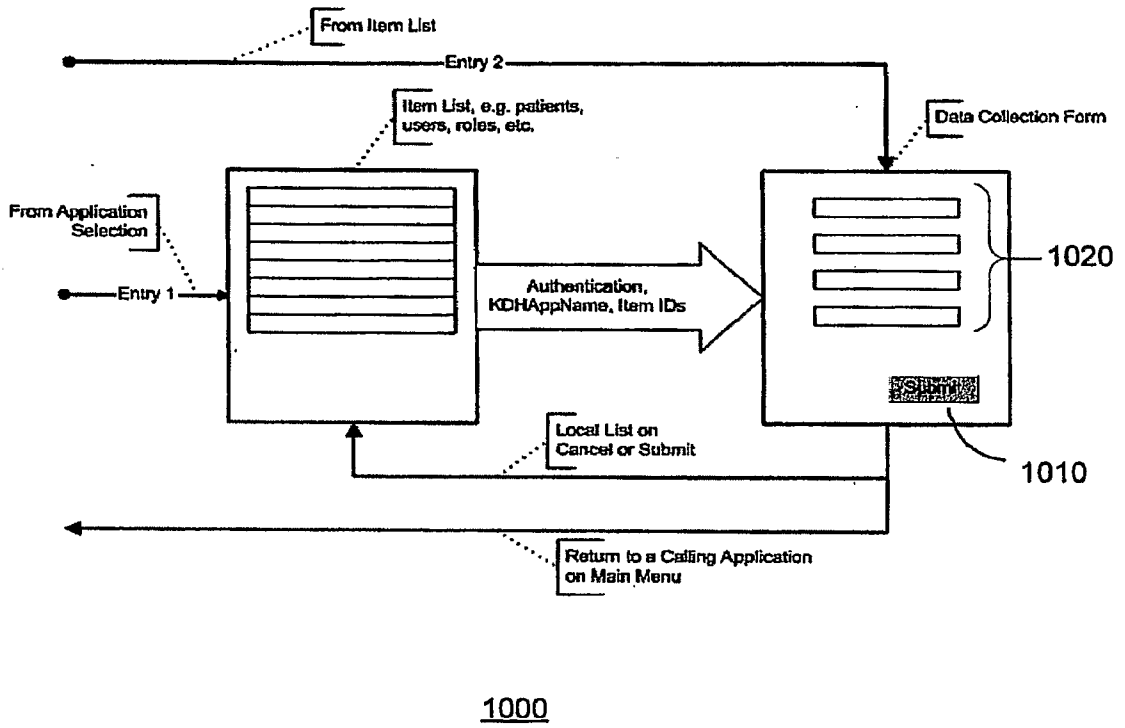 From Item List
Entry 2
Item List, e.g. patients,
users, roles, etc.
Data Collection Form
From Application
Selection
1020
Entry 1
Authentication,
KDHAppName, Item IDs
Submit
Local List on
Cancel or Submit
1010
Return to a Calling Application
on Main Menu
1000